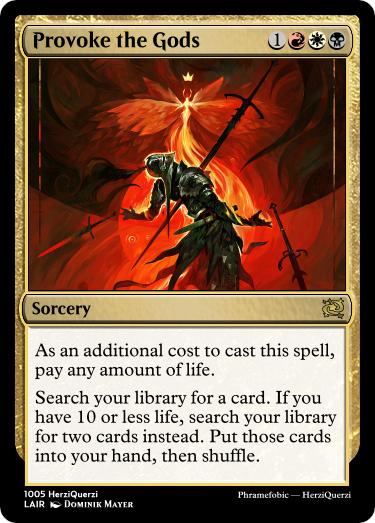 Provoke the Gods
1
Sorcery
As an additional cost to cast this spell,
pay any amount of life.
Search your library for a card. If you
have 10 or less life, search your library
for two cards instead. Put those cards
into your hand, then shuffle.
1005 HerziQuerzi
LAIR Dominik Mayer
Phramefobic — HerziQuerzi